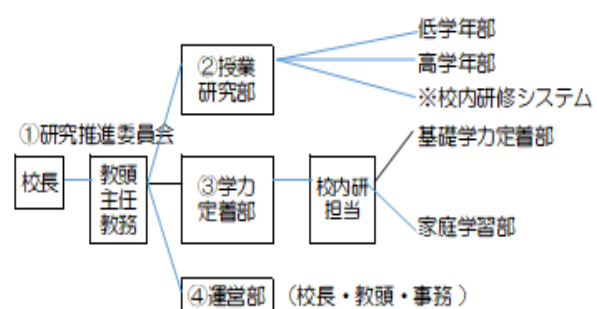 低学年部
②授業
研究部
高学年部
※校内研修システム
①研究推進委員会
基礎学力定着部
校長
教頭
主任
教務
③学力
定着部
校内研
担当
家庭学習部
④運営部 (校長・教頭・事務)